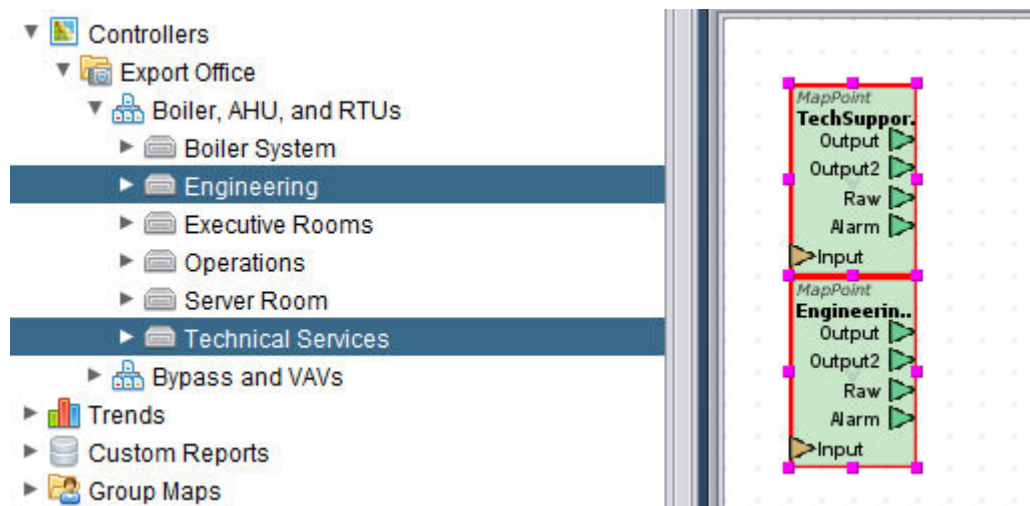 Controllers
Export Office
Boiler, AHU, and RTUs
Boiler System
Engineering
Executive Rooms
Operations
Server Room
Technical Services
Bypass and VAVs
Trends
Custom Reports
Group Maps
MapPoint
TechSuppor.
Output
Output2
Raw
Alarm
Input
MapPoint
Engineerin..
Output
Output2
Raw
Alarm
Input